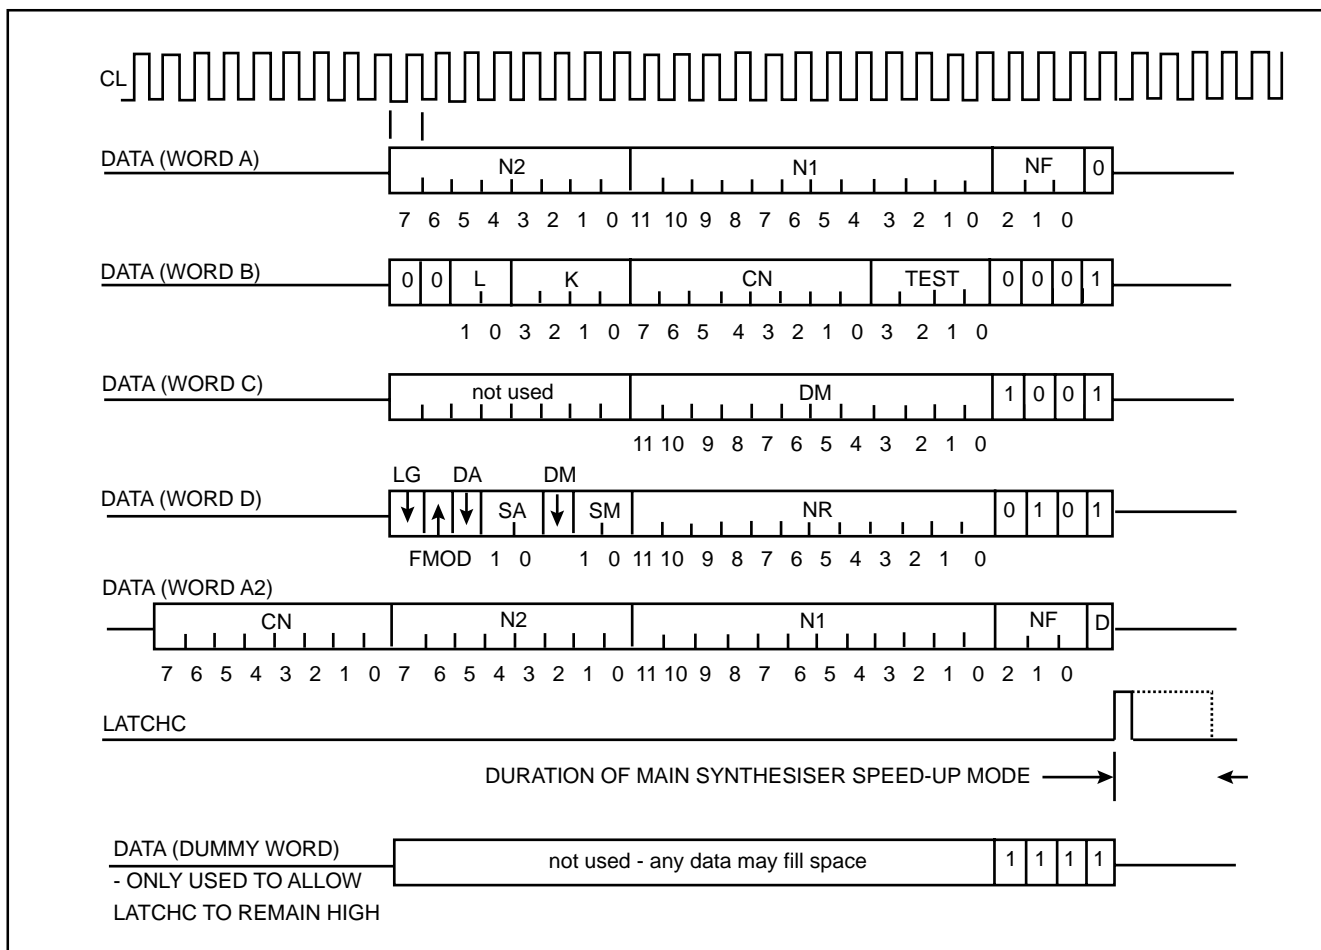 CL
DATA (WORD A) N2 N1 NF 0
7 6 5 4 3 2 1 0 11 10 9 8 7 6 5 4 3 2 1 0 2 1 0
DATA (WORD B) 0 0 L K CN TEST 0 0 0 1
1 0 3 2 1 0 7 6 5 4 3 2 1 0 3 2 1 0
DATA (WORD C) not used DM 1 0 0 1
11 10 9 8 7 6 5 4 3 2 1 0
LG DA DM
DATA (WORD D) SA SM NR 0 1 0 1
FMOD 1 0 1 0 11 10 9 8 7 6 5 4 3 2 1 0
DATA (WORD A2)
CN N2 N1 NF D
7 6 5 4 3 2 1 0 7 6 5 4 3 2 1 0 11 10 9 8 7 6 5 4 3 2 1 0 2 1 0
LATCHC
DURATION OF MAIN SYNTHESISER SPEED-UP MODE
DATA (DUMMY WORD) not used - any data may fill space 1 1 1 1
- ONLY USED TO ALLOW
LATCHC TO REMAIN HIGH